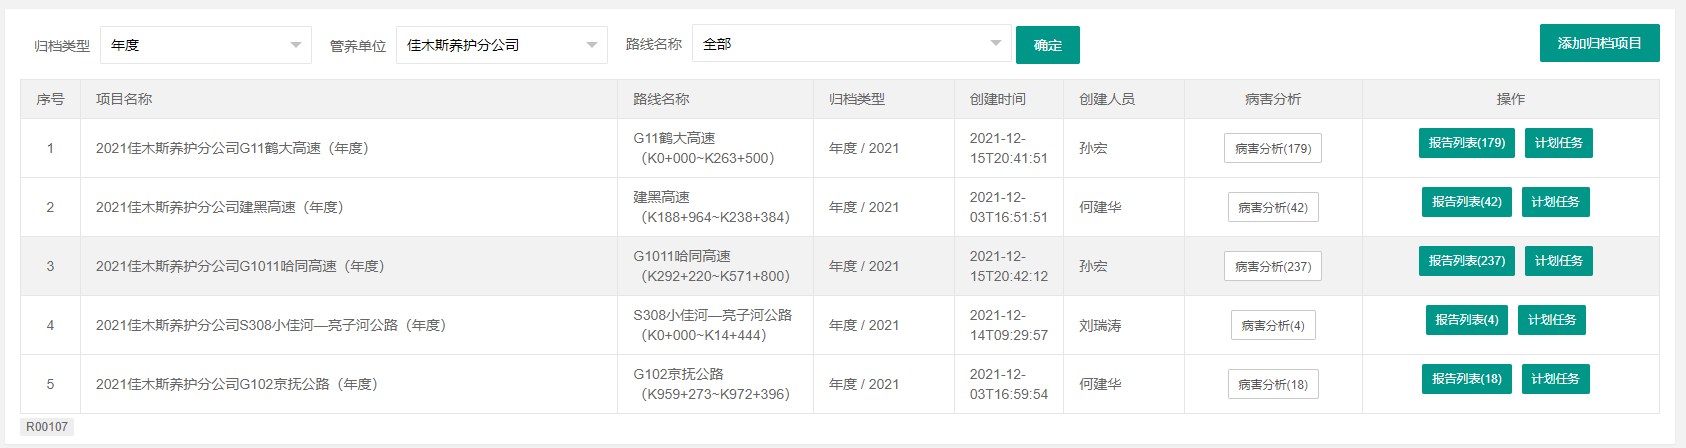 归档类型 年度 管养单位 佳木斯养护分公司 路线名称 全部 确定 添加归档项目
序号 项目名称 路线名称 归档类型 创建时间 创建人员 病害分析 操作
1 2021佳木斯养护分公司G11鹤大高速（年度） G11鹤大高速 年度 / 2021 2021-12- 孙宏 病害分析(179) 报告列表(179) 计划任务
（K0+000~K263+500） 15T20:41:51
2 2021佳木斯养护分公司建黑高速（年度） 建黑高速 年度 / 2021 2021-12- 何建华 病害分析(42) 报告列表(42) 计划任务
（K188+964~K238+384） 03T16:51:51
3 2021佳木斯养护分公司G1011哈同高速（年度） G1011哈同高速 年度 / 2021 2021-12- 孙宏 病害分析(237) 报告列表(237) 计划任务
（K292+220~K571+800） 15T20:42:12
4 2021佳木斯养护分公司S308小佳河—亮子河公路（年度） S308小佳河—亮子河公路 年度 / 2021 2021-12- 刘瑞涛 病害分析(4) 报告列表(4) 计划任务
（K0+000~K14+444） 14T09:29:57
5 2021佳木斯养护分公司G102京抚公路（年度） G102京抚公路 年度 / 2021 2021-12- 何建华 病害分析(18) 报告列表(18) 计划任务
（K959+273~K972+396） 03T16:59:54
R00107